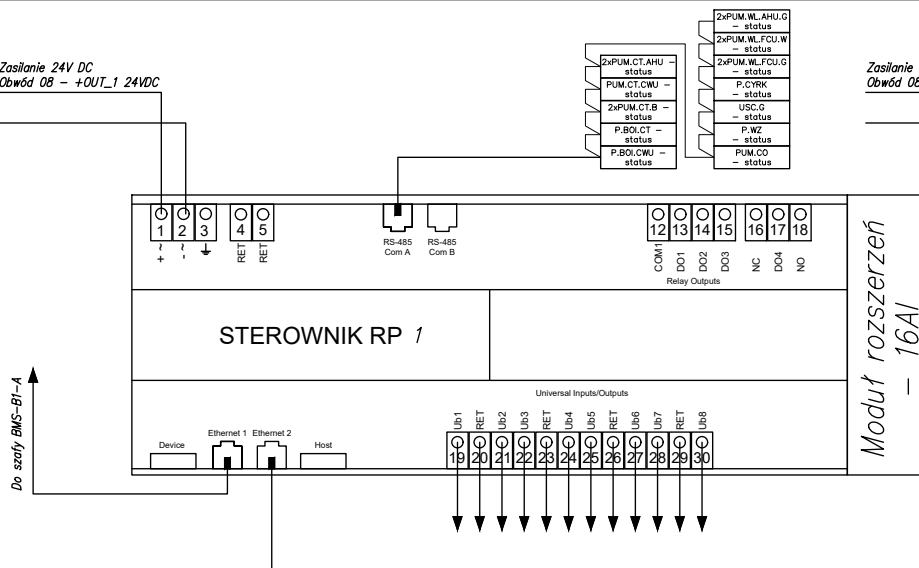 2xPUM.WL.AHU.G
- status
2xPUM.WL.FCU.W
- status
2xPUM.WL.FCU.G
- status
P.CYRK
- status
USC.G
- status
P.WZ
- status
PUM.CO
- status
2xPUM.CT.AHU -
status
PUM.CT.CWU -
status
2xPUM.CT.B -
status
P.BOI.CT -
status
P.BOI.CWU -
status
Zasilanie 24V DC
Obwód 08 - +OUT_1 24VDC
Zasilanie
Obwód 08
1 2 3 4 5
+ ~
- ~
RET
RET
RS-485
Com A
RS-485
Com B
12 13 14 15 16 17 18
COM1
DO1
DO2
DO3
NC
DO4
NO
Relay Outputs
STEROWNIK RP 1
Moduł rozszerzeń
- 16AI
Do szafy BMS-B1-A
Device
Ethernet 1
Ethernet 2
Host
Universal Inputs/Outputs
Ub1
RET
Ub2
Ub3
RET
Ub4
Ub5
RET
Ub6
Ub7
RET
Ub8
19 20 21 22 23 24 25 26 27 28 29 30